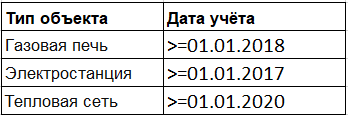 Тип объекта Дата учёта
Газовая печь >=01.01.2018
Электростанция >=01.01.2017
Тепловая сеть >=01.01.2020